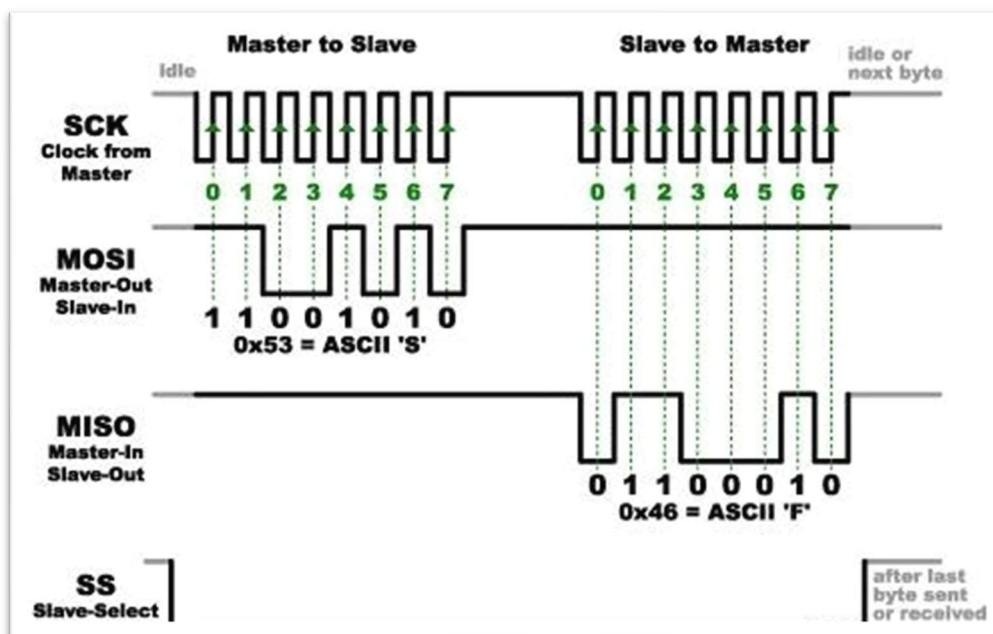 Master to Slave
Slave to Master
Idle
idle or
next byte
SCK
Clock from
Master
0 1 2 3 4 5 6 7
0 1 2 3 4 5 6 7
MOSI
Master-Out
Slave-In
1 1 0 0 1 0 1 0
0x53 = ASCII 'S'
MISO
Master-In
Slave-Out
0 1 1 0 0 0 1 0
0x46 = ASCII 'F'
SS
Slave-Select
after last
byte sent
or received